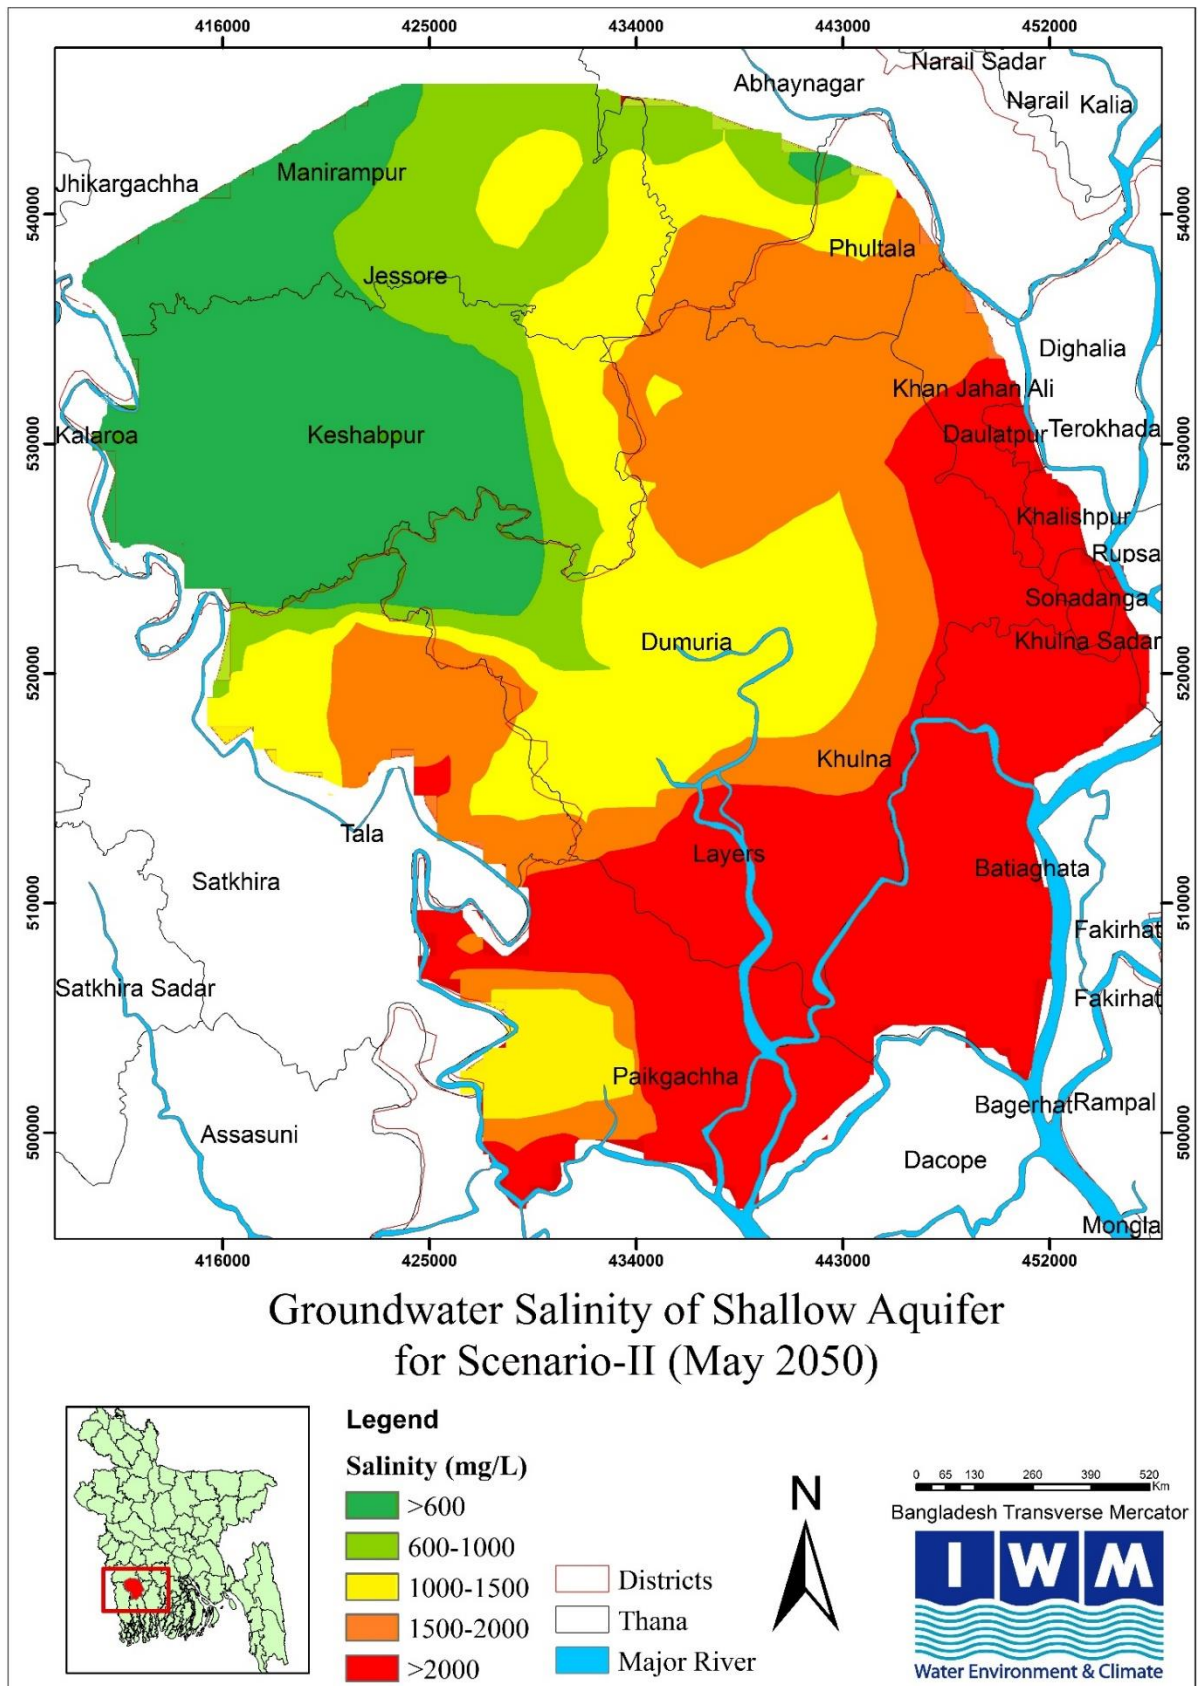 416000 425000 434000 443000 452000
Narail Sadar
Abhaynagar
Narail Kalia
Manirampur
Jhikargachha
540000 540000
Phultala
Jessore
Dighalia
Khan Jahan Ali
Kalaroa Keshabpur Daulatpur Terokhada
530000 530000
Khalishpur
Rupsa
Sonadanga
Dumuria Khulna Sadar
520000 520000
Khulna
Tala
Layers
Batiaghata
Satkhira
510000 510000
Fakirhat
Satkhira Sadar
Fakirhat
Paikgachha
Bagerhat Rampal
500000 500000
Assasuni
Dacope
Mongla
416000 425000 434000 443000 452000
Groundwater Salinity of Shallow Aquifer
for Scenario-II (May 2050)
Legend
Salinity (mg/L)
>600
600-1000
1000-1500
1500-2000
>2000
Districts
Thana
Major River
N
0 65 130 260 390 520
Km
Bangladesh Transverse Mercator
I W M
Water Environment & Climate